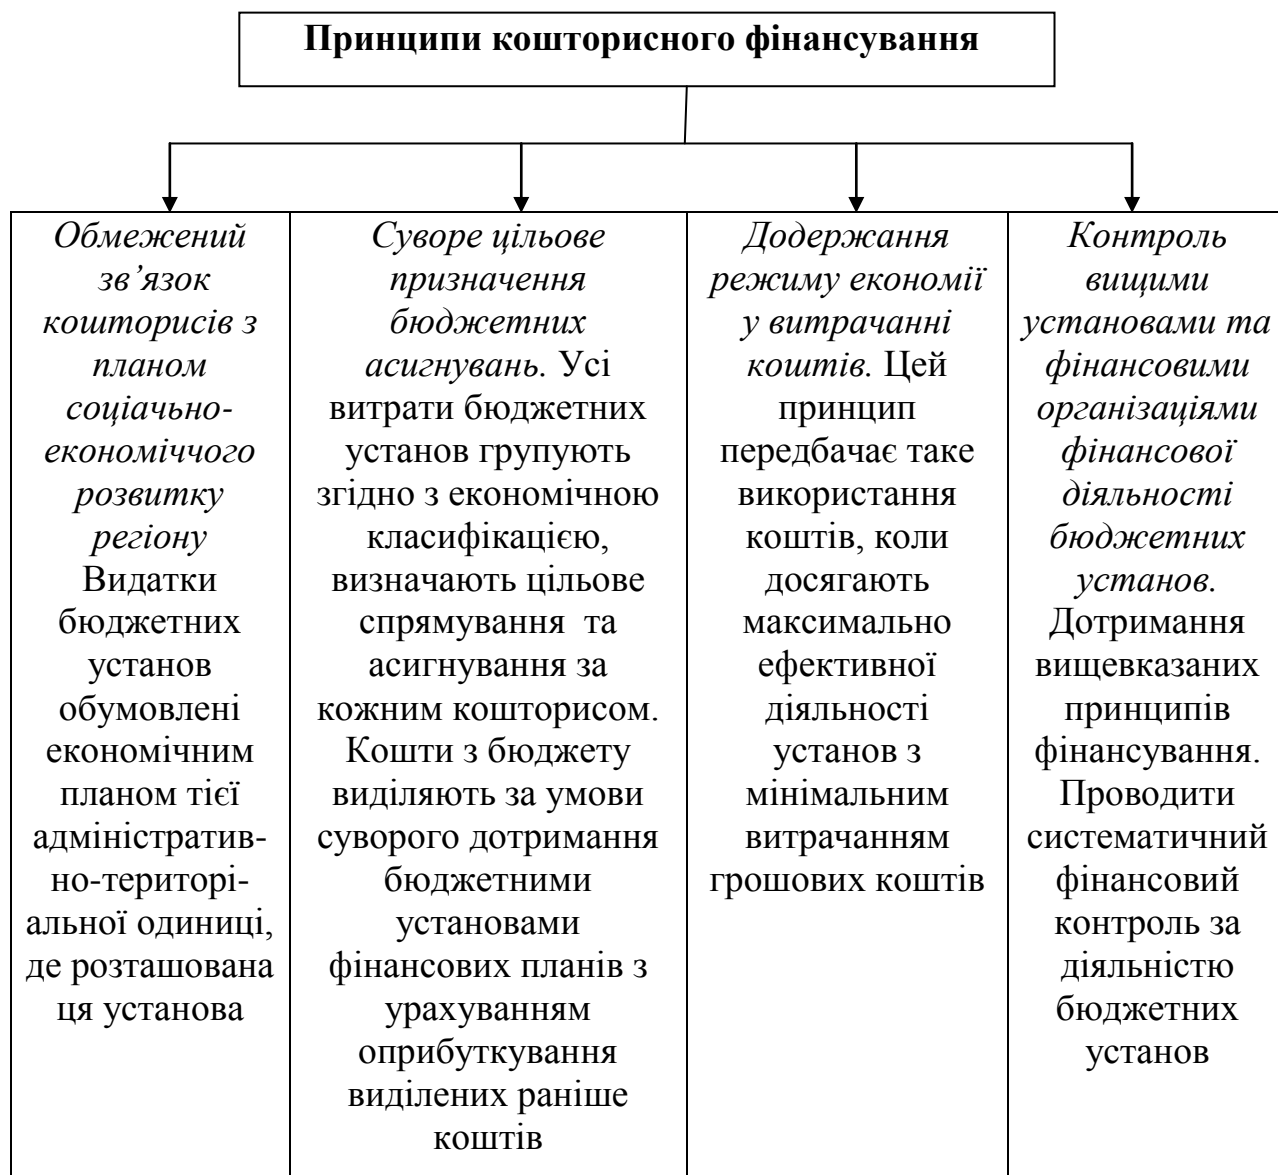 Принципи кошторисного фінансування
Обмежений
зв’язок
кошторисів з
планом
соціачьно-
економіччого
розвитку
регіону
Видатки
бюджетних
установ
обумовлені
економічним
планом тієї
адміністратив-
но-територі-
альної одиниці,
де розташована
ця установа
Суворе цільове
призначення
бюджетних
асигнувань. Усі
витрати бюджетних
установ групують
згідно з економічною
класифікацією,
визначають цільове
спрямування та
асигнування за
кожним кошторисом.
Кошти з бюджету
виділяють за умови
суворого дотримання
бюджетними
установами
фінансових планів з
урахуванням
оприбуткування
виділених раніше
коштів
Додержання
режиму економії
у витрачанні
коштів. Цей
принцип
передбачає таке
використання
коштів, коли
досягають
максимально
ефективної
діяльності
установ з
мінімальним
витрачанням
грошових коштів
Контроль
вищими
установами та
фінансовими
організаціями
фінансової
діяльності
бюджетних
установ.
Дотримання
вищевказаних
принципів
фінансування.
Проводити
систематичний
фінансовий
контроль за
діяльністю
бюджетних
установ